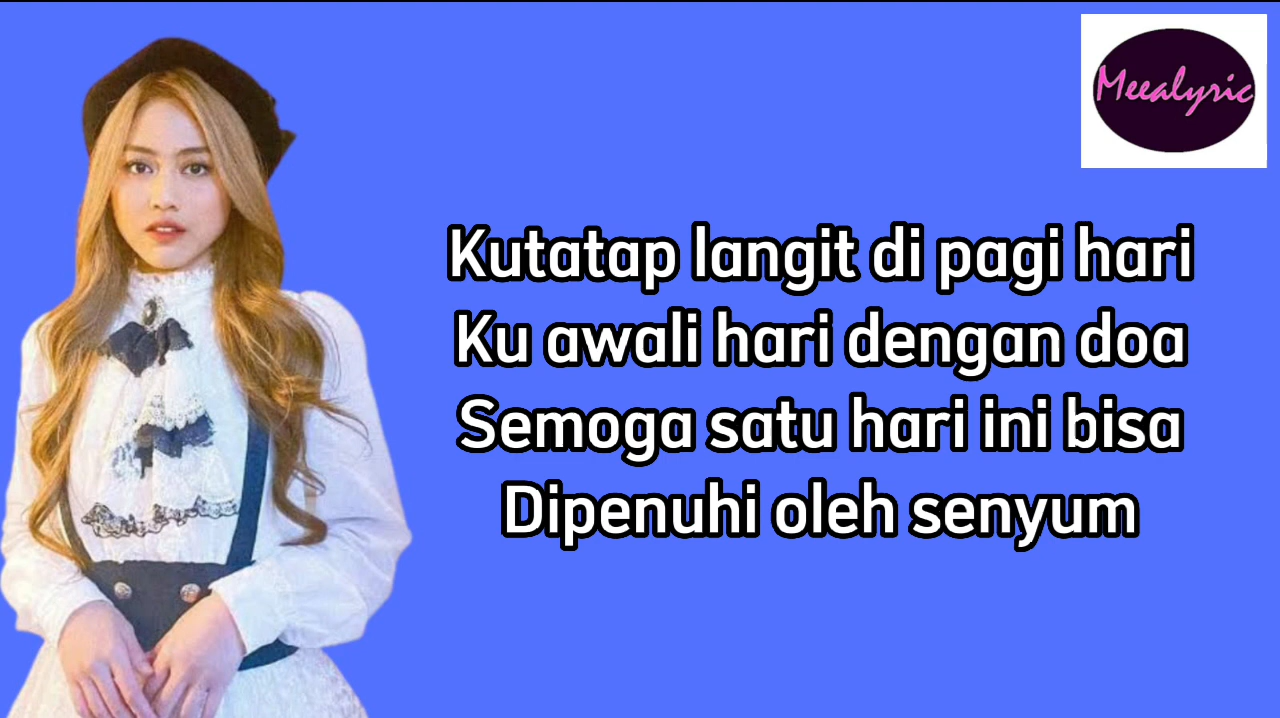 Meealyric
Kutatap langit di pagi hari
Ku awali hari dengan doa
Semoga satu hari ini bisa
Dipenuhi oleh senyum